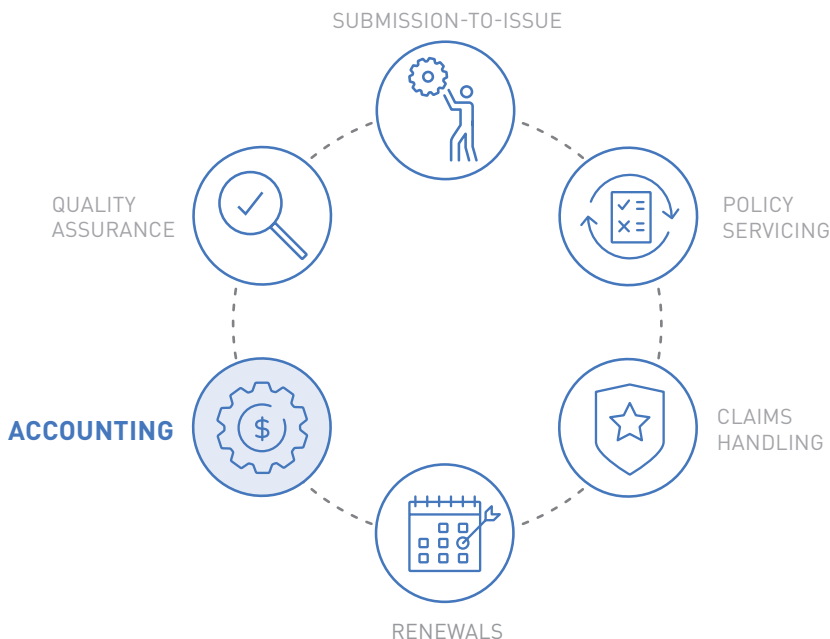 SUBMISSION-TO-ISSUE
QUALITY
ASSURANCE
POLICY
SERVICING
$
ACCOUNTING
CLAIMS
HANDLING
RENEWALS